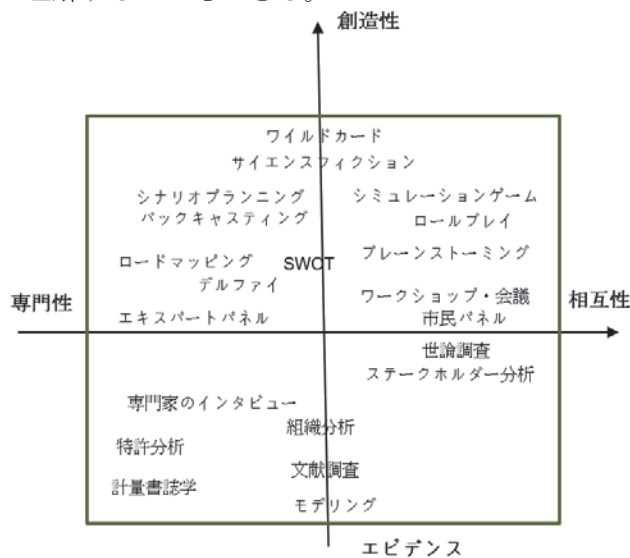 創造性
ワイルドカード
サイエンスフィクション
シナリオプランニング
バックキャスティング
シミュレーションゲーム
ロールプレイ
ブレーンストーミング
ロードマッピング
SWOT
デルファイ
専門性
ワークショップ・会議
相互性
エキスパートパネル
市民パネル
世論調査
ステークホルダー分析
専門家のインタビュー
組織分析
特許分析
文献調査
計量書誌学
モデリング
エビデンス